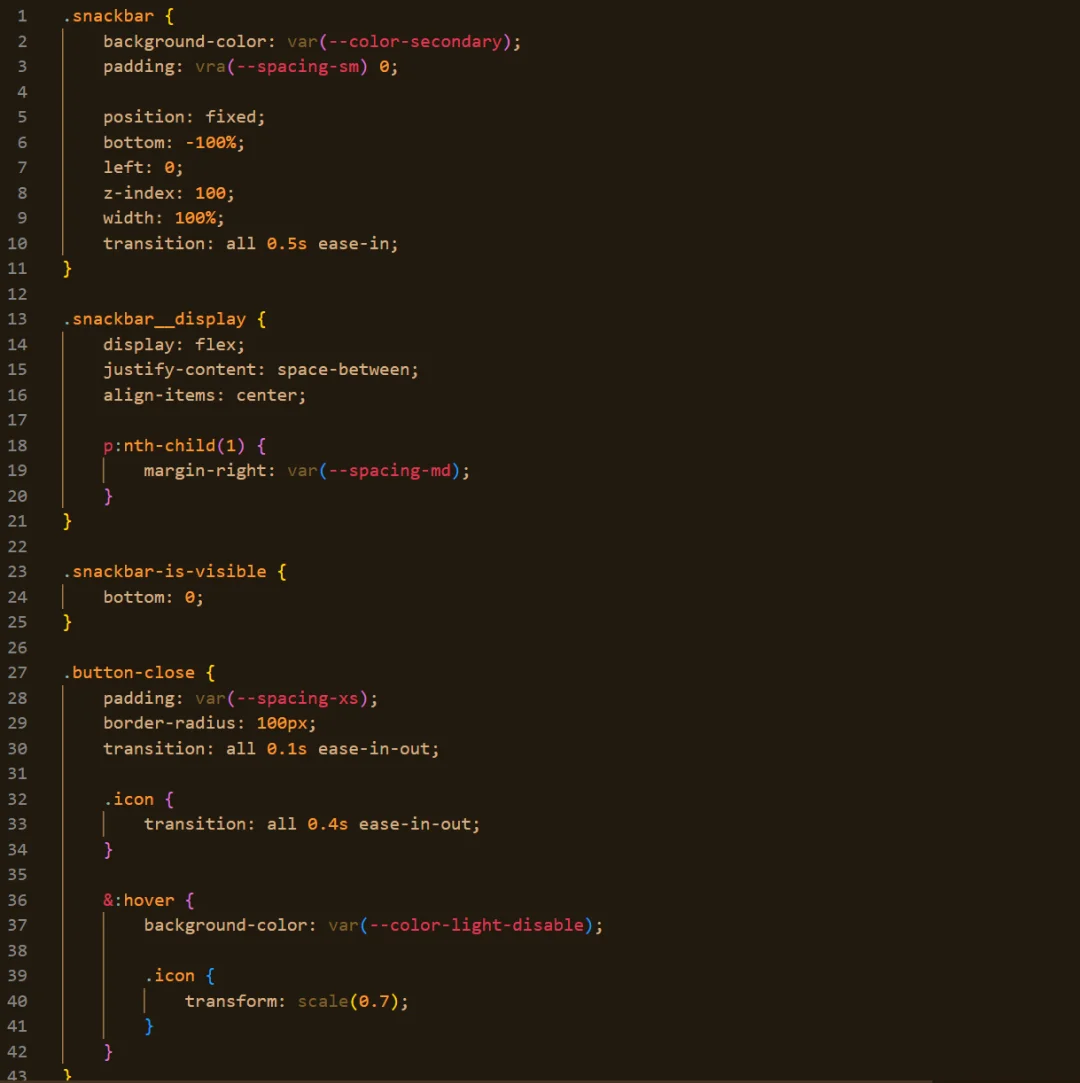 1 .snackbar {
2 background-color: var(--color-secondary);
3 padding: vra(--spacing-sm) 0;
4
5 position: fixed;
6 bottom: -100%;
7 left: 0;
8 z-index: 100;
9 width: 100%;
10 transition: all 0.5s ease-in;
11 }
12
13 .snackbar__display {
14 display: flex;
15 justify-content: space-between;
16 align-items: center;
17
18 p:nth-child(1) {
19 margin-right: var(--spacing-md);
20 }
21 }
22
23 .snackbar-is-visible {
24 bottom: 0;
25 }
26
27 .button-close {
28 padding: var(--spacing-xs);
29 border-radius: 100px;
30 transition: all 0.1s ease-in-out;
31
32 .icon {
33 transition: all 0.4s ease-in-out;
34 }
35
36 &:hover {
37 background-color: var(--color-light-disable);
38
39 .icon {
40 transform: scale(0.7);
41 }
42 }
43 }